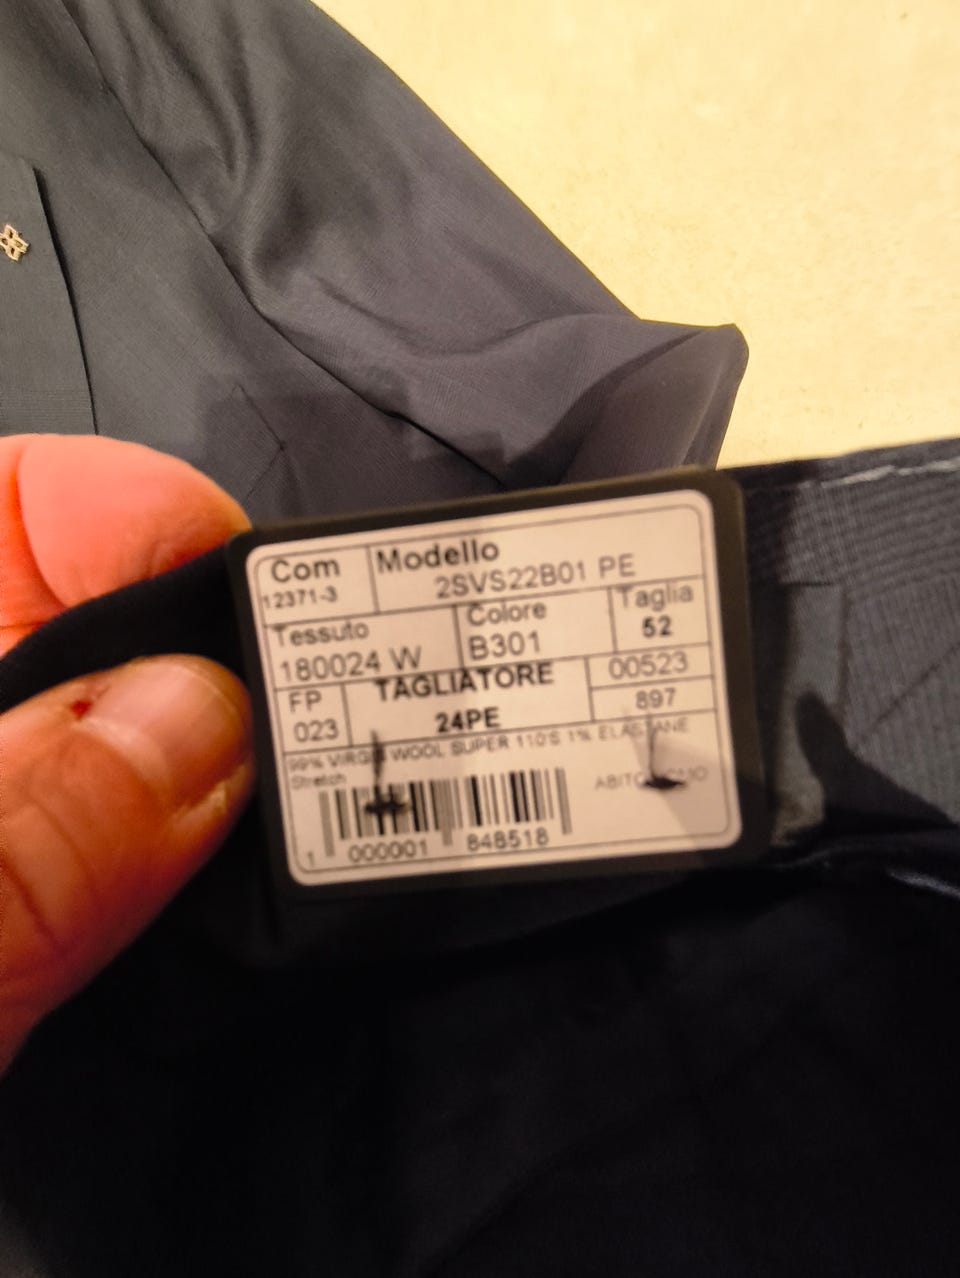 Com
12371-3
Modello
2SVS22B01 PE
Tessuto
180024 W
Colore
B301
Taglia
52
FP
023
TAGLIATORE
24PE
00523
897
99% VIRGIN WOOL SUPER 110'S 1% ELASTANE
Stretch
ABITO
1 000001 848518